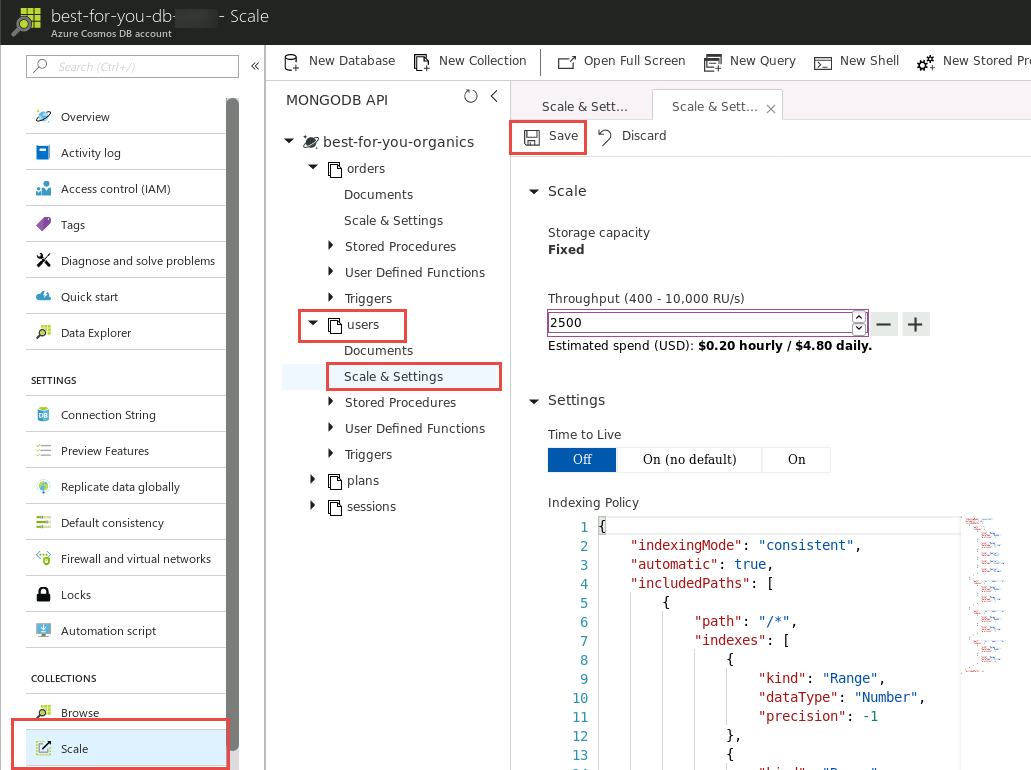 best-for-you-db- - Scale
Azure Cosmos DB account
Search (Ctrl+/)
Overview
Activity log
Access control (IAM)
Tags
Diagnose and solve problems
Quick start
Data Explorer
SETTINGS
Connection String
Preview Features
Replicate data globally
Default consistency
Firewall and virtual networks
Locks
Automation script
COLLECTIONS
Browse
Scale
New Database
New Collection
Open Full Screen
New Query
New Shell
New Stored Pr
MONGODB API
best-for-you-organics
orders
Documents
Scale & Settings
Stored Procedures
User Defined Functions
Triggers
users
Documents
Scale & Settings
Stored Procedures
User Defined Functions
Triggers
plans
sessions
Scale & Sett...
Scale & Sett...
Save
Discard
Scale
Storage capacity
Fixed
Throughput (400 - 10,000 RU/s)
2500
Estimated spend (USD): $0.20 hourly / $4.80 daily.
Settings
Time to Live
Off
On (no default)
On
Indexing Policy
1 {
2 "indexingMode": "consistent",
3 "automatic": true,
4 "includedPaths": [
5 {
6 "path": "/*",
7 "indexes": [
8 {
9 "kind": "Range",
10 "dataType": "Number",
11 "precision": -1
12 },
13 {